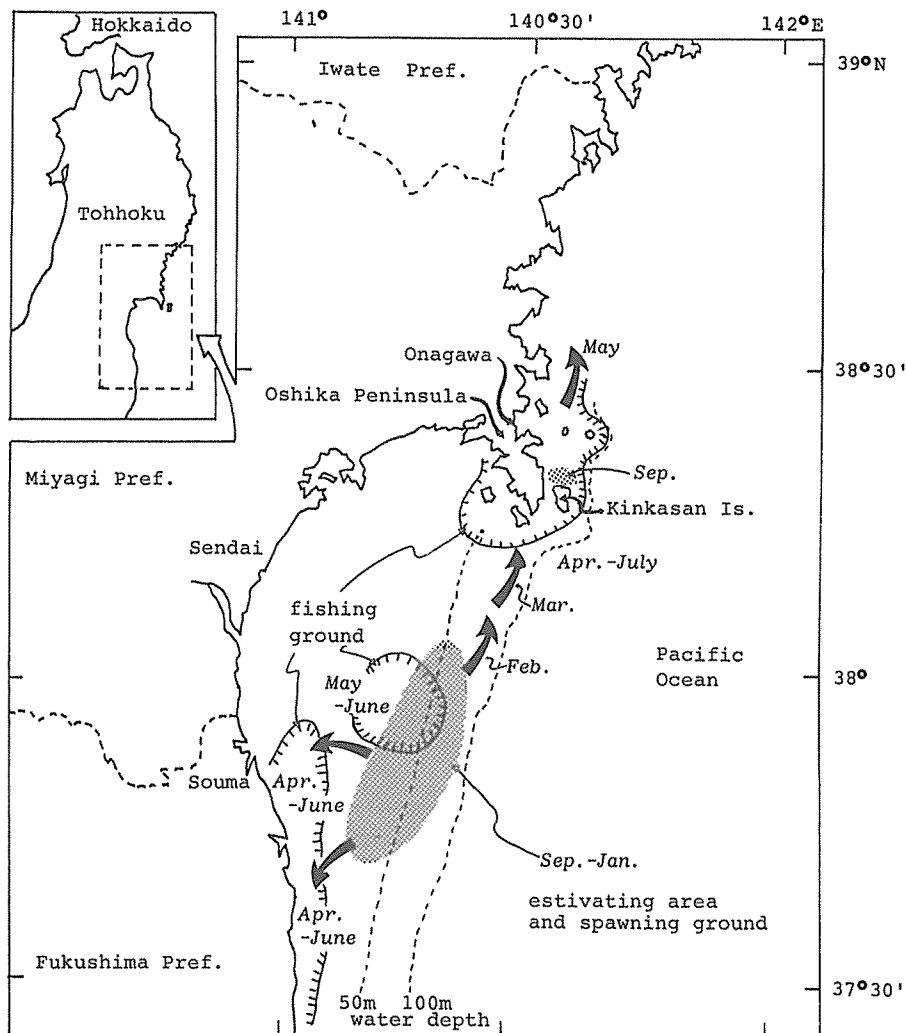 141° 140°30' 142°E
Hokkaido
39°N
Iwate Pref.
Tohhoku
May
Onagawa
38°30'
Oshika Peninsula
Miyagi Pref.
Sep.
Kinkasan Is.
Sendai
Apr.-July
fishing
ground
Mar.
Pacific
Ocean
Feb.
38°
May
-June
Souma
Apr.
-June
Sep.-Jan.
estivating area
and spawning ground
Apr.
-June
Fukushima Pref.
37°30'
50m 100m
water depth